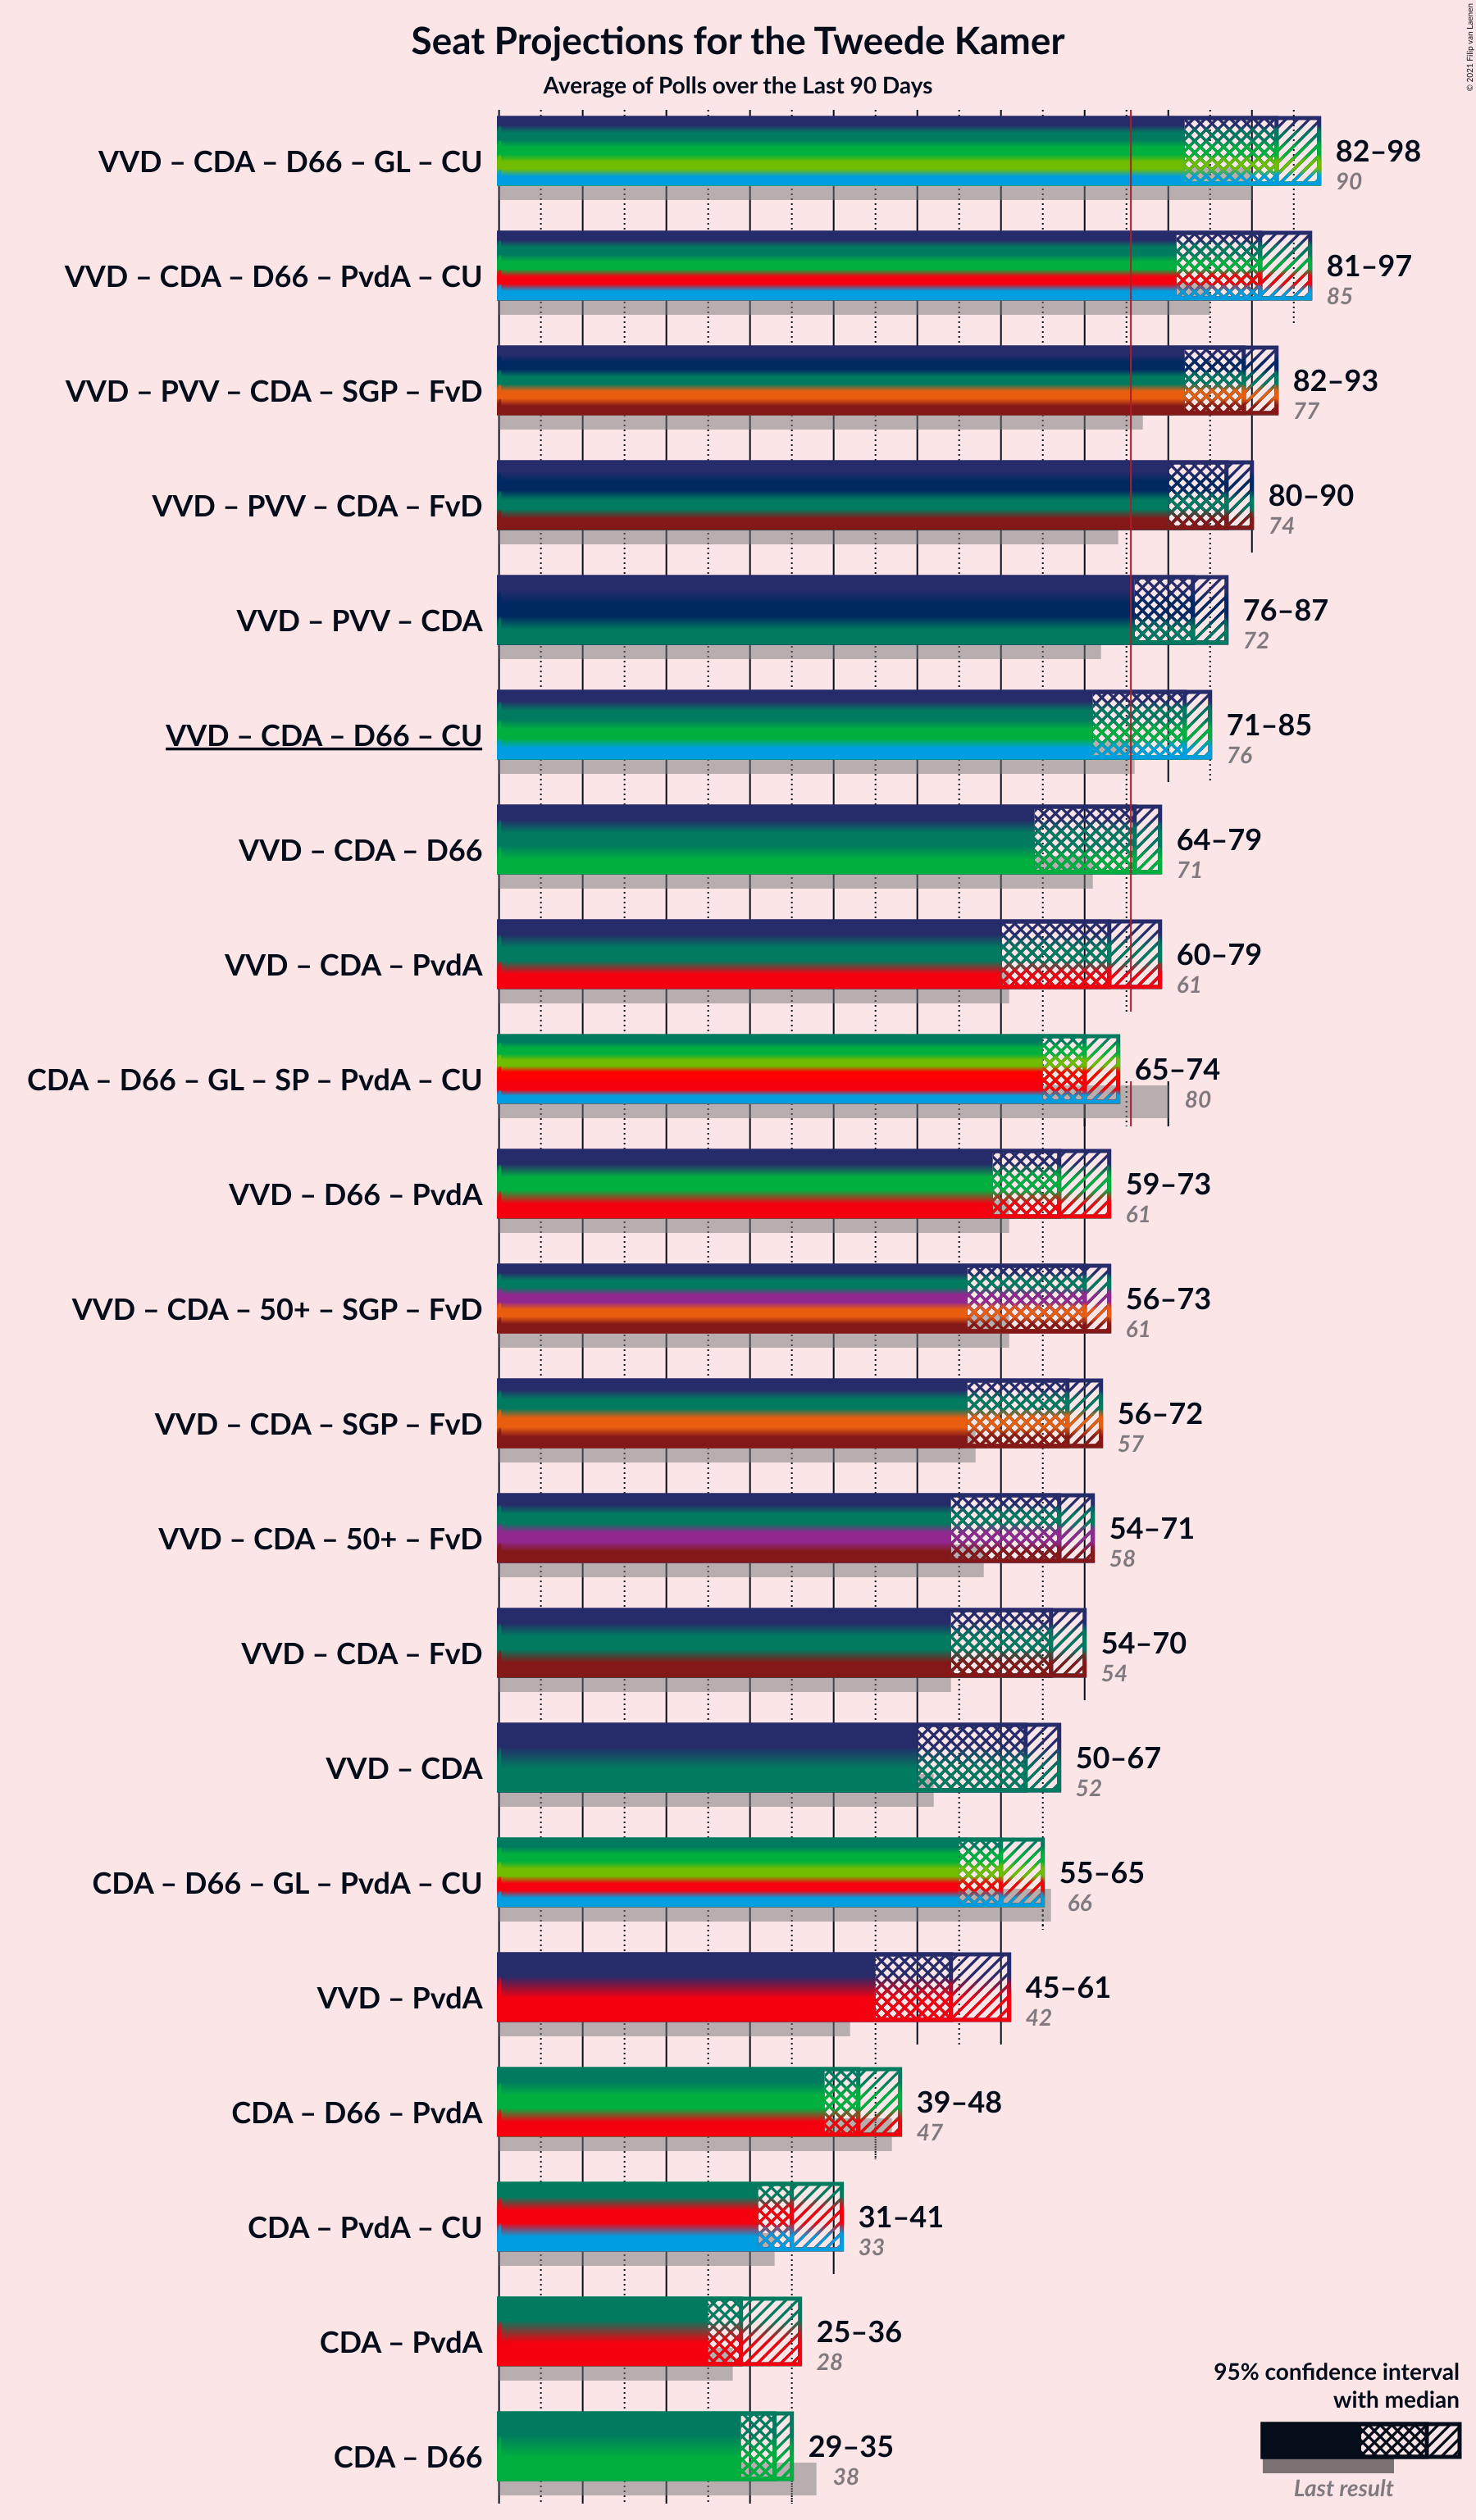 Seat Projections for the Tweede Kamer
Average of Polls over the Last 90 Days
© 2021 Filip van Laenen
VVD – CDA – D66 – GL – CU
82–98
90
VVD – CDA – D66 – PvdA – CU
81–97
85
VVD – PVV – CDA – SGP – FvD
82–93
77
VVD – PVV – CDA – FvD
80–90
74
VVD – PVV – CDA
76–87
72
VVD – CDA – D66 – CU
71–85
76
VVD – CDA – D66
64–79
71
VVD – CDA – PvdA
60–79
61
CDA – D66 – GL – SP – PvdA – CU
65–74
80
VVD – D66 – PvdA
59–73
61
VVD – CDA – 50+ – SGP – FvD
56–73
61
VVD – CDA – SGP – FvD
56–72
57
VVD – CDA – 50+ – FvD
54–71
58
VVD – CDA – FvD
54–70
54
VVD – CDA
50–67
52
CDA – D66 – GL – PvdA – CU
55–65
66
VVD – PvdA
45–61
42
CDA – D66 – PvdA
39–48
47
CDA – PvdA – CU
31–41
33
CDA – PvdA
25–36
28
CDA – D66
29–35
38
95% confidence interval
with median
Last result